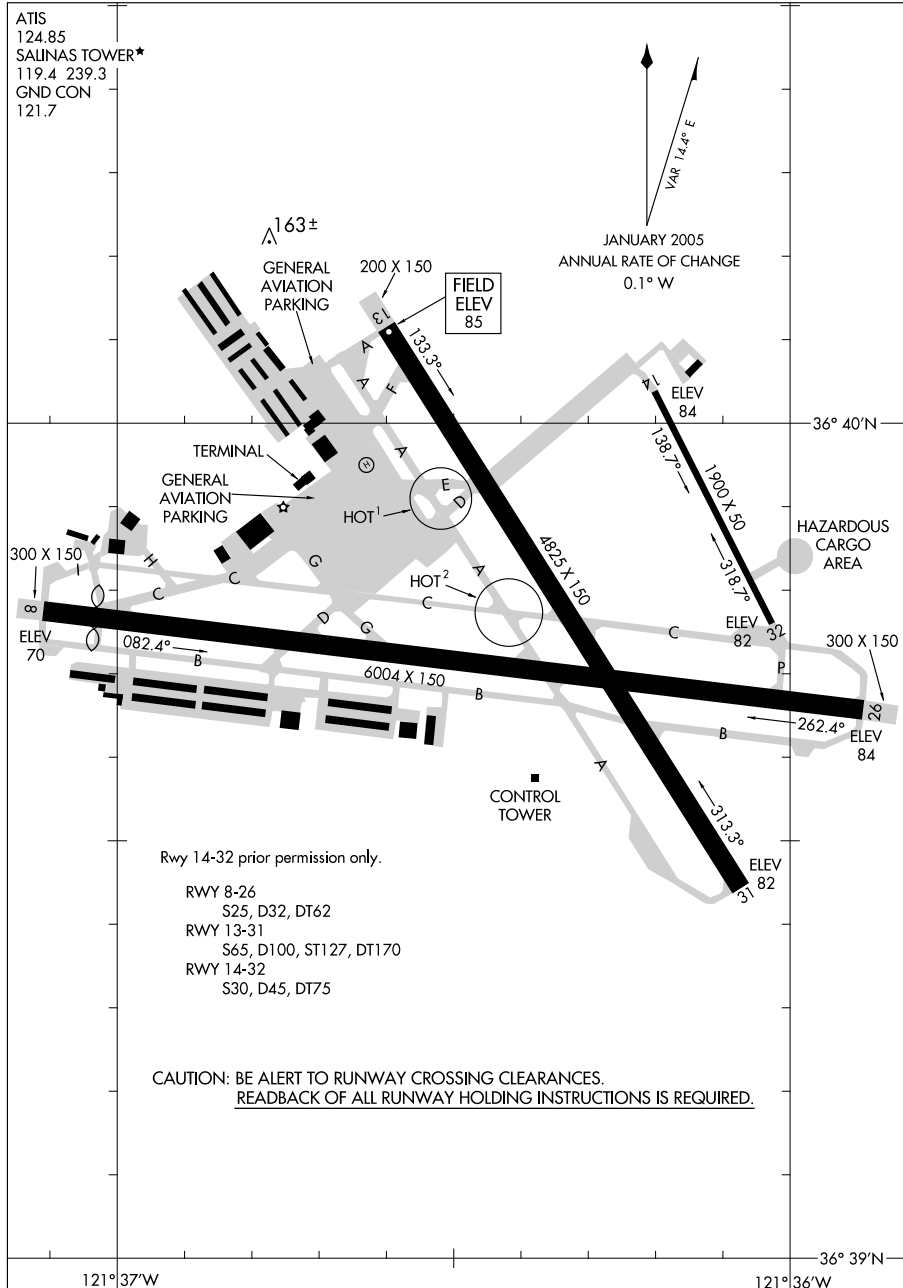 ATIS
124.85
SALINAS TOWER★
119.4 239.3
GND CON
121.7
VAR 14.4° E
JANUARY 2005
ANNUAL RATE OF CHANGE
0.1° W
163±
GENERAL
AVIATION
PARKING
200 X 150
FIELD
ELEV
85
13
133.3°
A
A
F
A
14
ELEV
84
36° 40'N
138.7°
1900 X 50
TERMINAL
GENERAL
AVIATION
PARKING
H
E
D
HOT 1
HAZARDOUS
CARGO
AREA
300 X 150
H
C
C
G
A
4825 X 150
318.7°
HOT 2
C
C
ELEV
82
32
8
ELEV
70
D
G
300 X 150
082.4°
B
6004 X 150
B
P
26
262.4°
B
ELEV
84
A
CONTROL
TOWER
313.3°
ELEV
82
31
Rwy 14-32 prior permission only.
RWY 8-26
S25, D32, DT62
RWY 13-31
S65, D100, ST127, DT170
RWY 14-32
S30, D45, DT75
CAUTION: BE ALERT TO RUNWAY CROSSING CLEARANCES.
READBACK OF ALL RUNWAY HOLDING INSTRUCTIONS IS REQUIRED.
36° 39'N
121° 37'W
121° 36'W